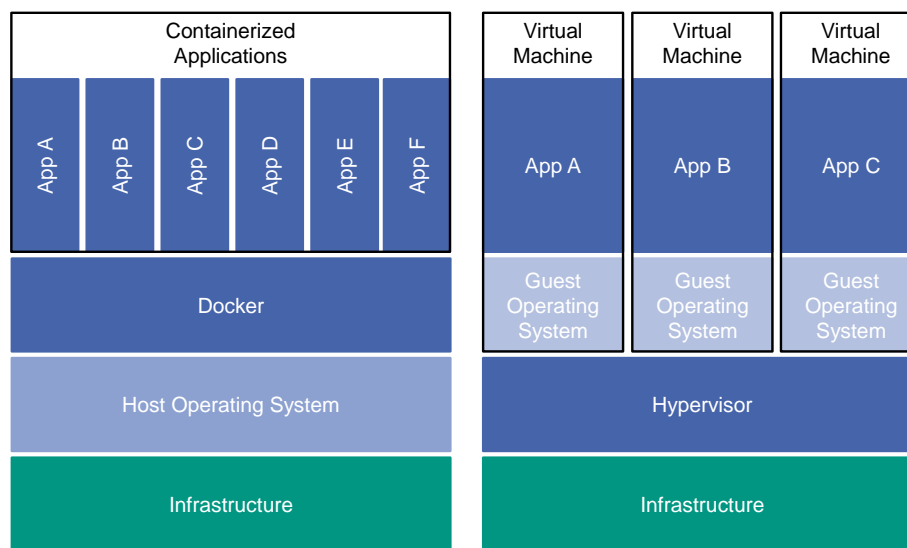 Containerized
Applications
App A
App B
App C
App D
App E
App F
Docker
Host Operating System
Infrastructure
Virtual
Machine
App A
Guest
Operating
System
Virtual
Machine
App B
Guest
Operating
System
Virtual
Machine
App C
Guest
Operating
System
Hypervisor
Infrastructure